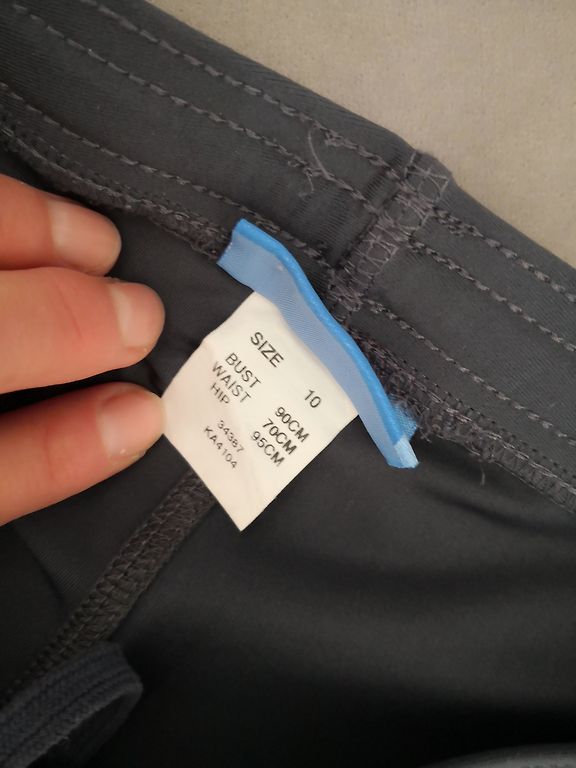 SIZE 10
BUST 90CM
WAIST 70CM
HIP 95CM
34387
KA4104